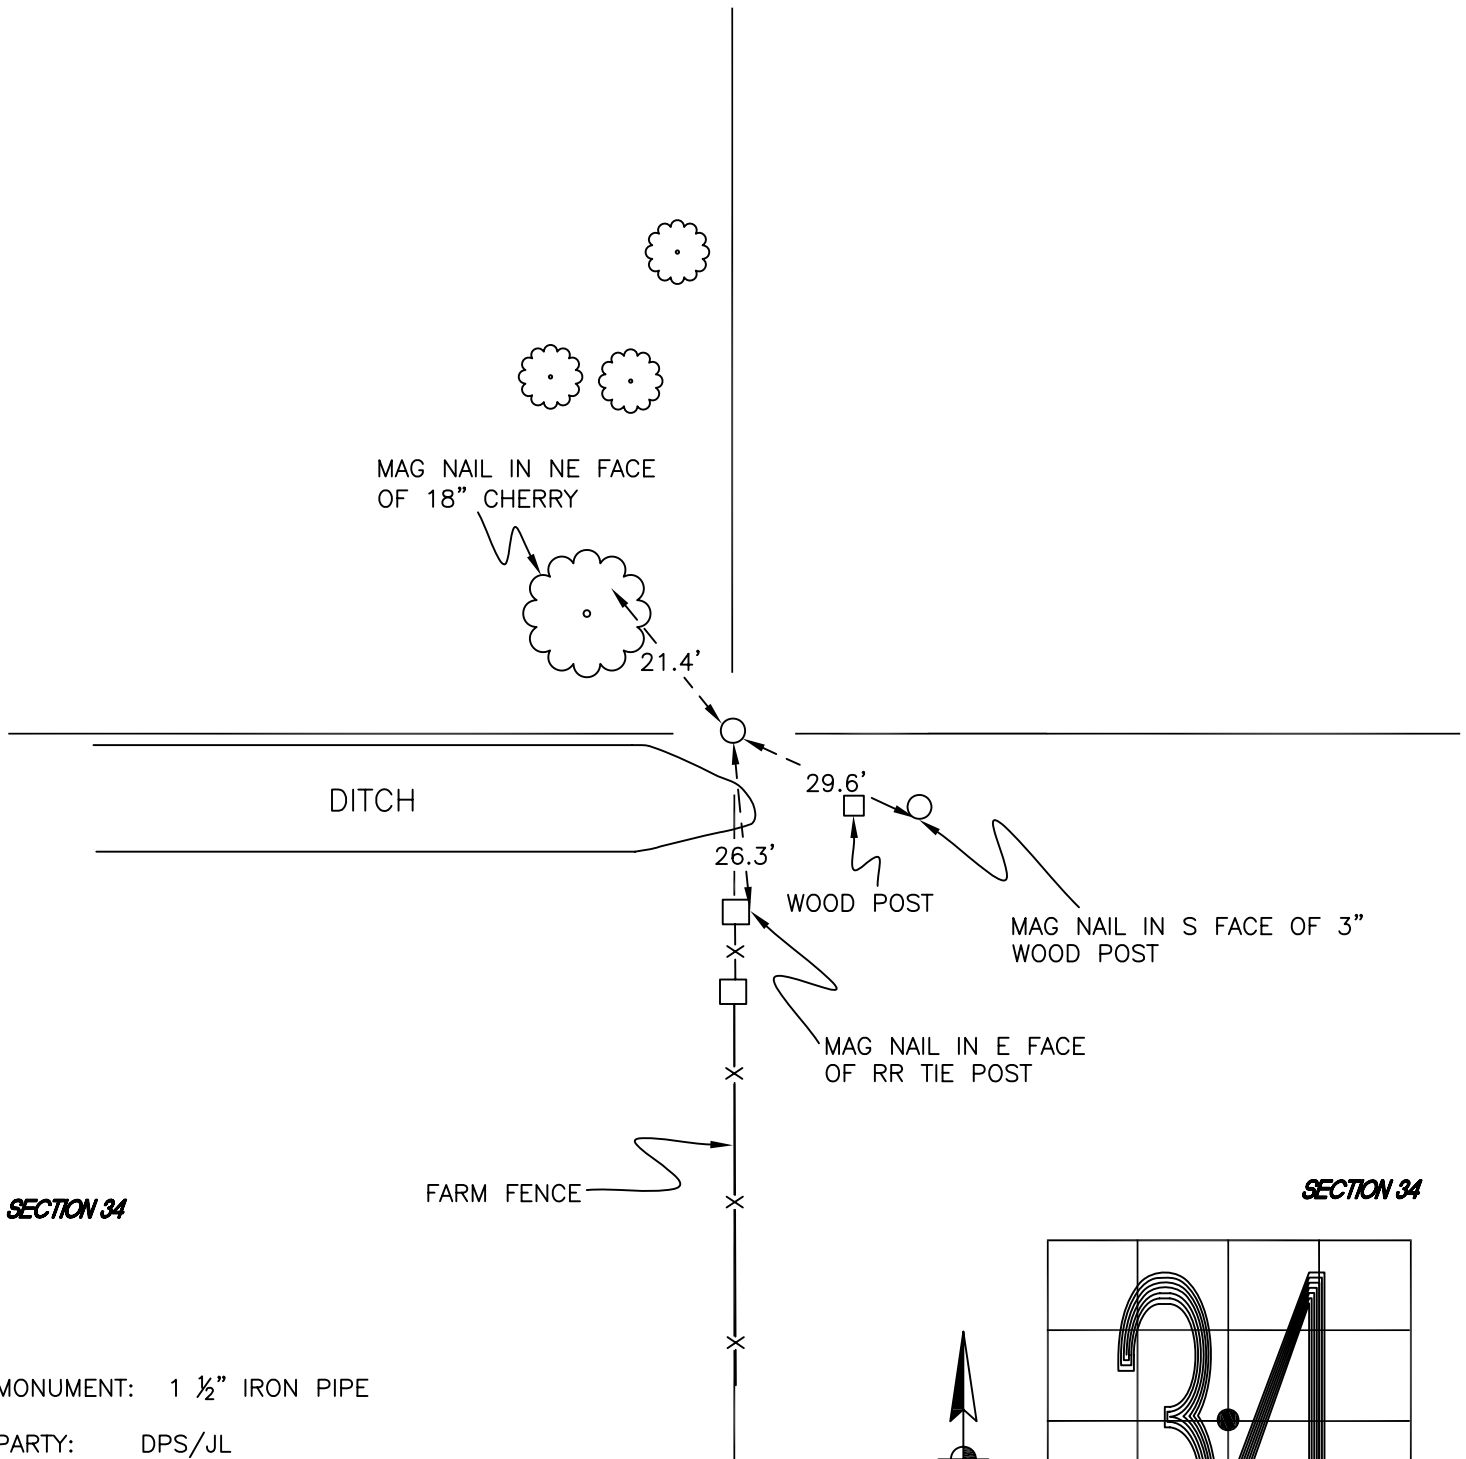 MAG NAIL IN NE FACE
OF 18" CHERRY
21.4'
DITCH
29.6'
26.3'
WOOD POST
MAG NAIL IN S FACE OF 3"
WOOD POST
MAG NAIL IN E FACE
OF RR TIE POST
FARM FENCE
SECTION 34
SECTION 34
34
MONUMENT: 1 ½" IRON PIPE
PARTY: DPS/JL